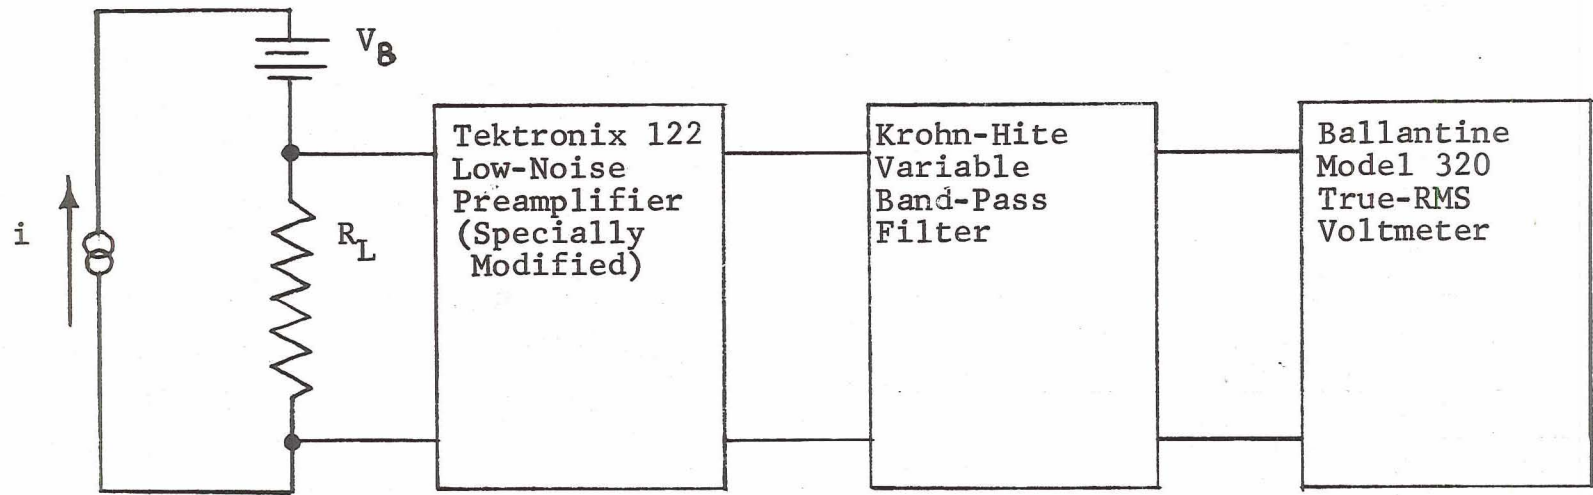 V_B
i
R_L
Tektronix 122
Low-Noise
Preamplifier
(Specially
Modified)
Krohn-Hite
Variable
Band-Pass
Filter
Ballantine
Model 320
True-RMS
Voltmeter